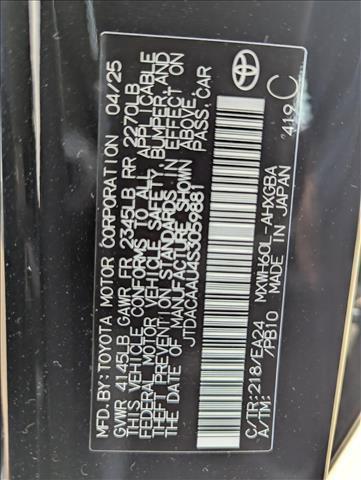 MFD.BY:TOYOTA MOTOR CORPORATION 04/25
GVWR 4145LB GAWR FR 2345LB RR 2270LB
THIS VEHICLE CONFORMS TO ALL APPLICABLE
FEDERAL MOTOR VEHICLE SAFETY, BUMPER, AND
THEFT PREVENTION STANDARDS IN EFFECT ON
THE DATE OF MANUFACTURE SHOWN
JTDACAAU4S3059881 PASS.CAR
C/TR:218/EA24 MXWH60L-AHXGBA
A/TM: /PB10 MADE IN JAPAN
419 C
TOYOTA